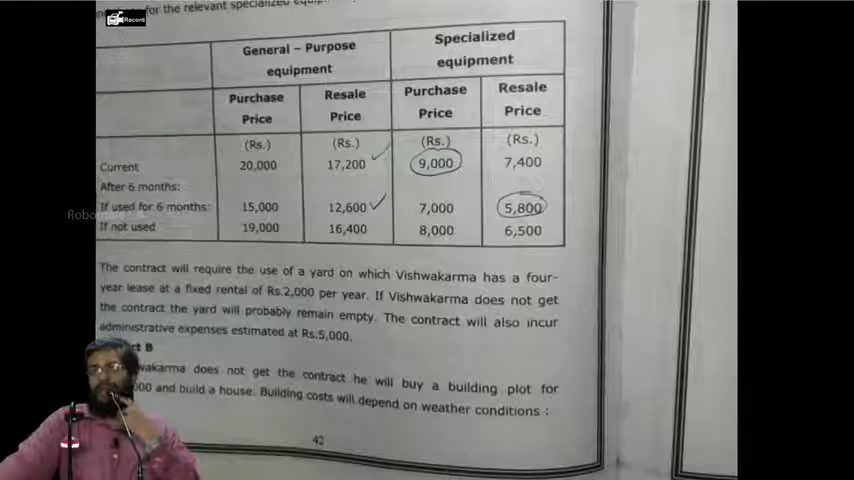 for the relevant specialized
Record
General – Purpose equipment
Specialized equipment
Purchase Price
Resale Price
Purchase Price
Resale Price
(Rs.) (Rs.) (Rs.) (Rs.)
Current 20,000 17,200 9,000 7,400
After 6 months:
If used for 6 months: 15,000 12,600 7,000 5,800
If not used 19,000 16,400 8,000 6,500
The contract will require the use of a yard on which Vishwakarma has a four-
year lease at a fixed rental of Rs.2,000 per year. If Vishwakarma does not get
the contract the yard will probably remain empty. The contract will also incur
administrative expenses estimated at Rs.5,000.
B
wakarma does not get the contract he will buy a building plot for
000 and build a house. Building costs will depend on weather conditions :
42